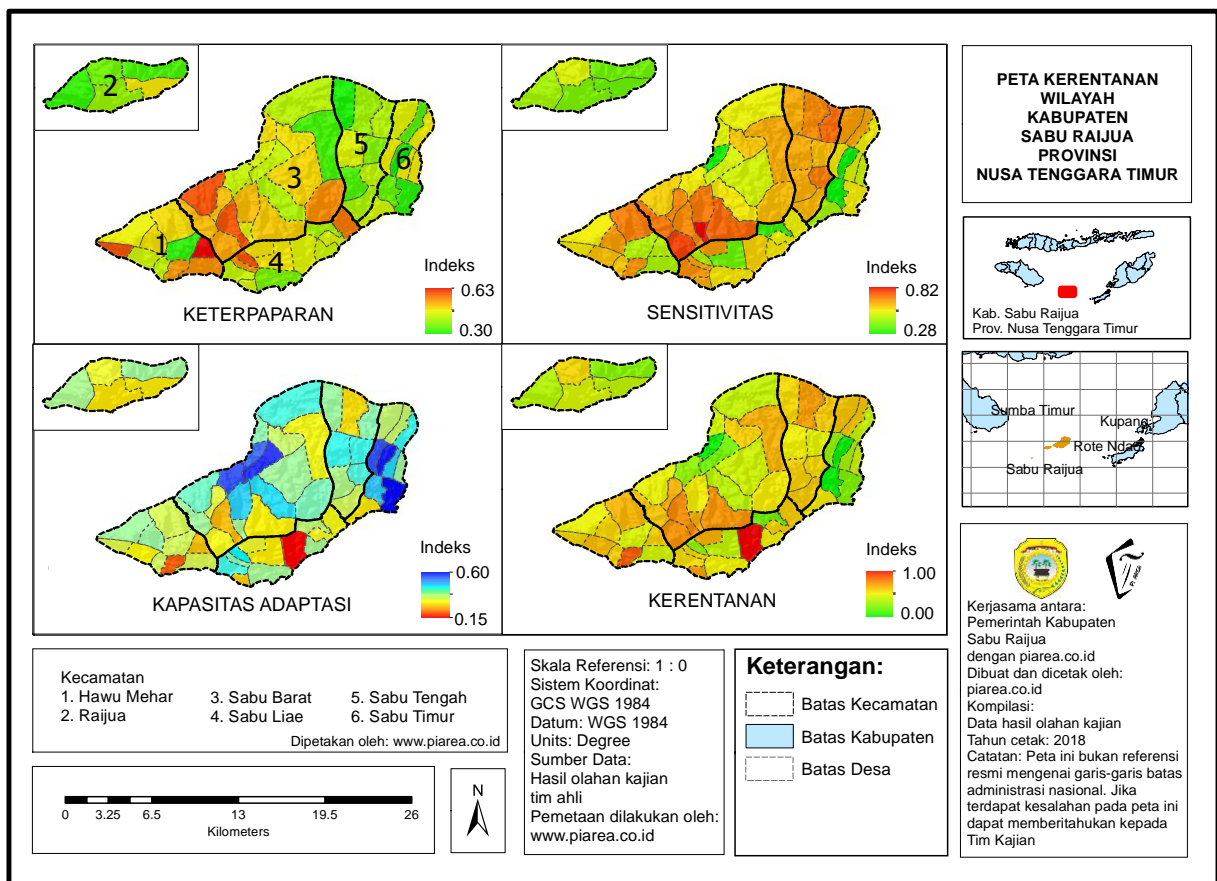 2
1
3
4
5
6
Indeks
0.63
0.30
KETERPAPARAN
Indeks
0.82
0.28
SENSITIVITAS
Indeks
0.60
0.15
KAPASITAS ADAPTASI
Indeks
1.00
0.00
KERENTANAN
PETA KERENTANAN
WILAYAH
KABUPATEN
SABU RAIJUA
PROVINSI
NUSA TENGGARA TIMUR
Kab. Sabu Raijua
Prov. Nusa Tenggara Timur
Sumba Timur
Kupang
Rote Ndao
Sabu Raijua
Kecamatan
1. Hawu Mehar
2. Raijua
3. Sabu Barat
4. Sabu Liae
5. Sabu Tengah
6. Sabu Timur
Dipetakan oleh: www.piarea.co.id
0 3.25 6.5 13 19.5 26
Kilometers
N
Skala Referensi: 1 : 0
Sistem Koordinat:
GCS WGS 1984
Datum: WGS 1984
Units: Degree
Sumber Data:
Hasil olahan kajian
tim ahli
Pemetaan dilakukan oleh:
www.piarea.co.id
Keterangan:
Batas Kecamatan
Batas Kabupaten
Batas Desa
PI AREA
Kerjasama antara:
Pemerintah Kabupaten
Sabu Raijua
dengan piarea.co.id
Dibuat dan dicetak oleh:
piarea.co.id
Kompilasi:
Data hasil olahan kajian
Tahun cetak: 2018
Catatan: Peta ini bukan referensi
resmi mengenai garis-garis batas
administrasi nasional. Jika
terdapat kesalahan pada peta ini
dapat memberitahukan kepada
Tim Kajian